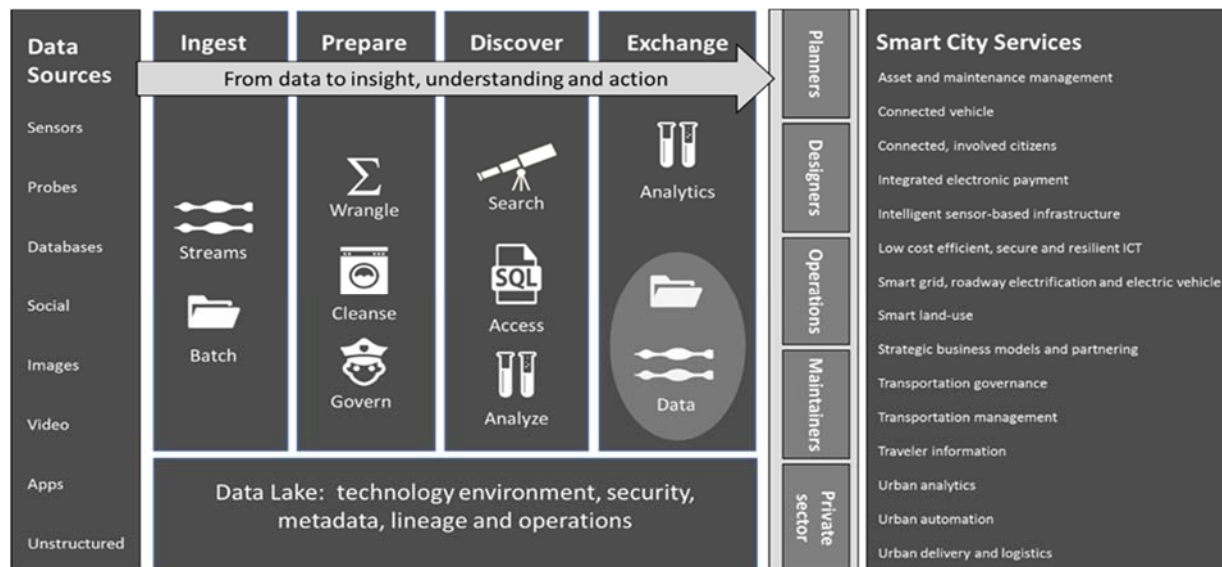 Data
Sources
Sensors
Probes
Databases
Social
Images
Video
Apps
Unstructured
Ingest
Prepare
Discover
Exchange
From data to insight, understanding and action
Streams
Batch
Σ
Wrangle
Cleanse
Govern
Search
SQL
Access
Analyze
Analytics
Data
Data Lake: technology environment, security,
metadata, lineage and operations
Planners
Designers
Operations
Maintainers
Private
sector
Smart City Services
Asset and maintenance management
Connected vehicle
Connected, involved citizens
Integrated electronic payment
Intelligent sensor-based infrastructure
Low cost efficient, secure and resilient ICT
Smart grid, roadway electrification and electric vehicle
Smart land-use
Strategic business models and partnering
Transportation governance
Transportation management
Traveler information
Urban analytics
Urban automation
Urban delivery and logistics